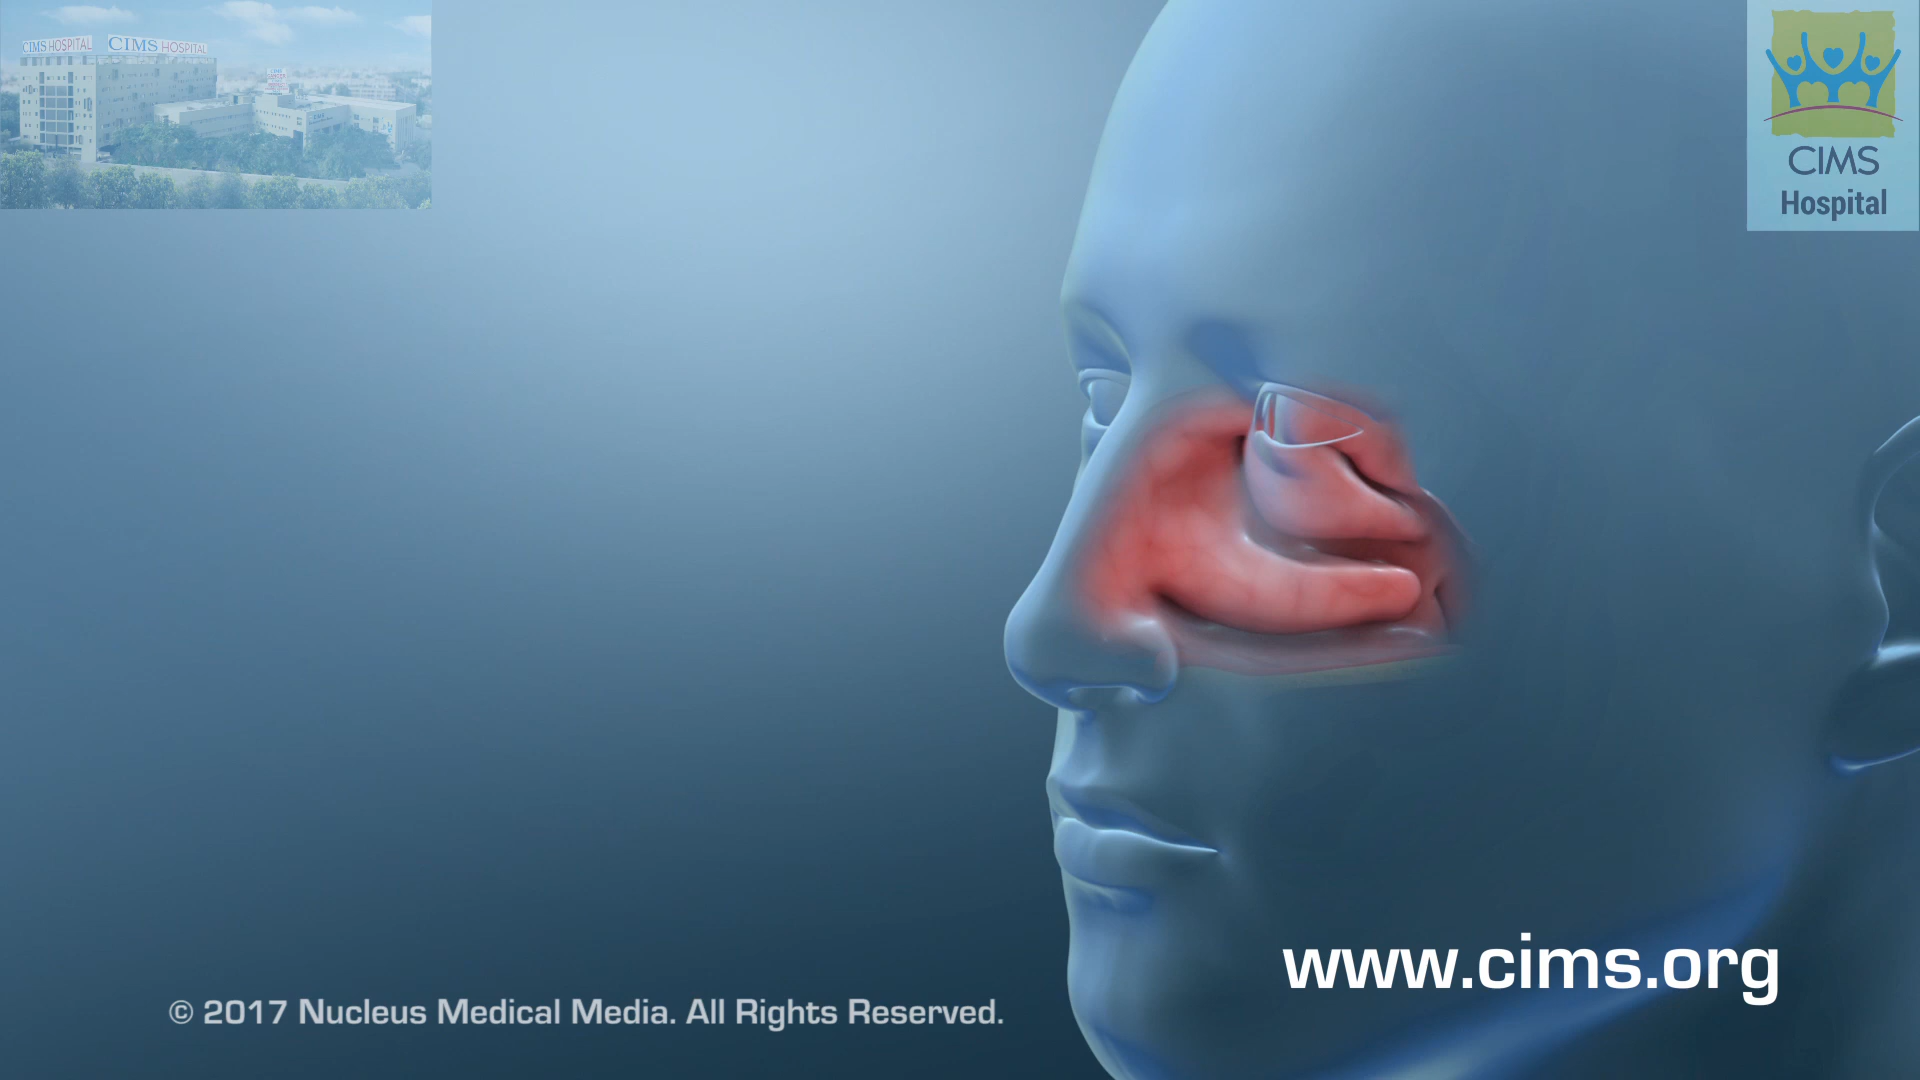 CIMS HOSPITAL CIMS HOSPITAL
CIMS
Hospital
www.cims.org
© 2017 Nucleus Medical Media. All Rights Reserved.